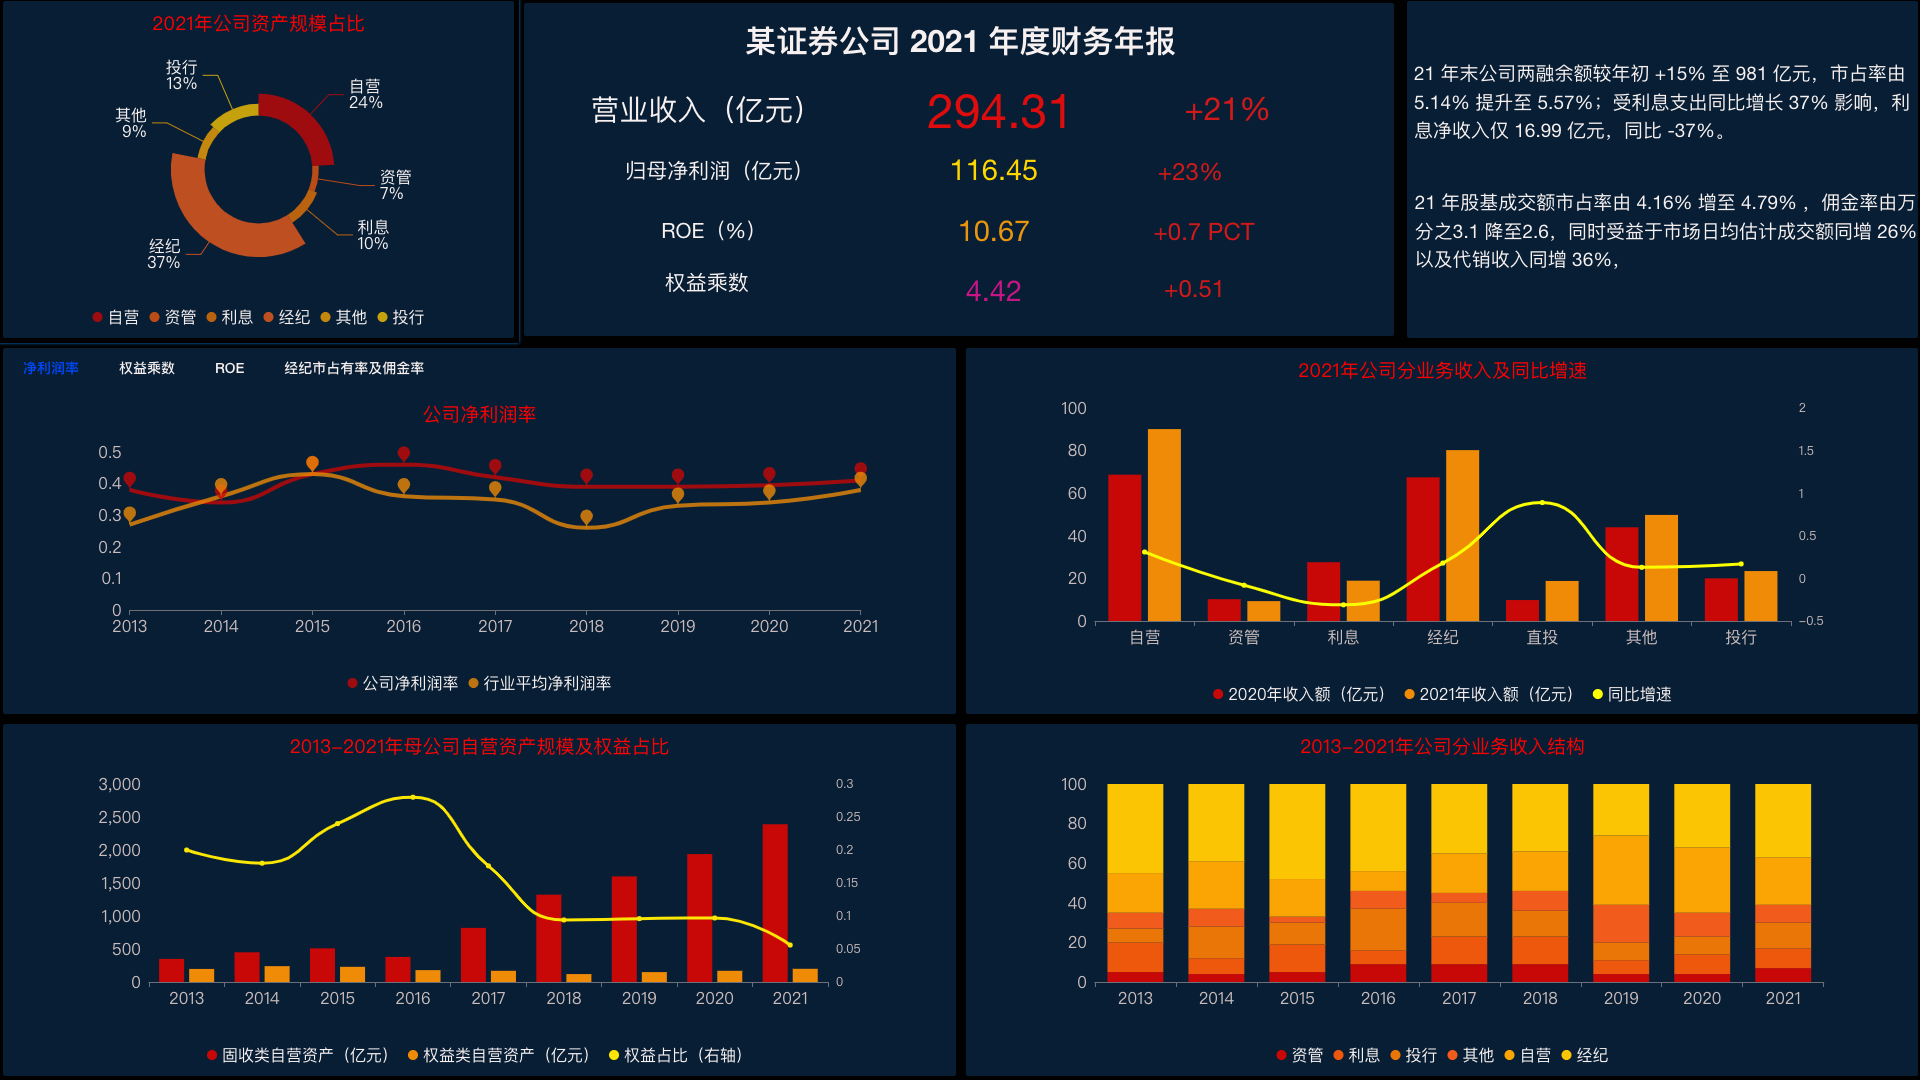 2021年公司资产规模占比
投行
13%
自营
24%
其他
9%
资管
7%
利息
10%
经纪
37%
自营 资管 利息 经纪 其他 投行
某证券公司 2021 年度财务年报
营业收入（亿元） 294.31 +21%
归母净利润（亿元） 116.45 +23%
ROE（%） 10.67 +0.7 PCT
权益乘数 4.42 +0.51
21 年末公司两融余额较年初 +15% 至 981 亿元，市占率由
5.14% 提升至 5.57%；受利息支出同比增长 37% 影响，利
息净收入仅 16.99 亿元，同比 -37%。
21 年股基成交额市占率由 4.16% 增至 4.79% ，佣金率由万
分之3.1 降至2.6，同时受益于市场日均估计成交额同增 26%
以及代销收入同增 36%，
净利润率 权益乘数 ROE 经纪市占有率及佣金率
公司净利润率
0.5
0.4
0.3
0.2
0.1
0
2013 2014 2015 2016 2017 2018 2019 2020 2021
公司净利润率 行业平均净利润率
2021年公司分业务收入及同比增速
100 2
80 1.5
60 1
40 0.5
20 0
0 -0.5
自营 资管 利息 经纪 直投 其他 投行
2020年收入额（亿元） 2021年收入额（亿元） 同比增速
2013-2021年母公司自营资产规模及权益占比
3,000 0.3
2,500 0.25
2,000 0.2
1,500 0.15
1,000 0.1
500 0.05
0 0
2013 2014 2015 2016 2017 2018 2019 2020 2021
固收类自营资产（亿元） 权益类自营资产（亿元） 权益占比（右轴）
2013-2021年公司分业务收入结构
100
80
60
40
20
0
2013 2014 2015 2016 2017 2018 2019 2020 2021
资管 利息 投行 其他 自营 经纪